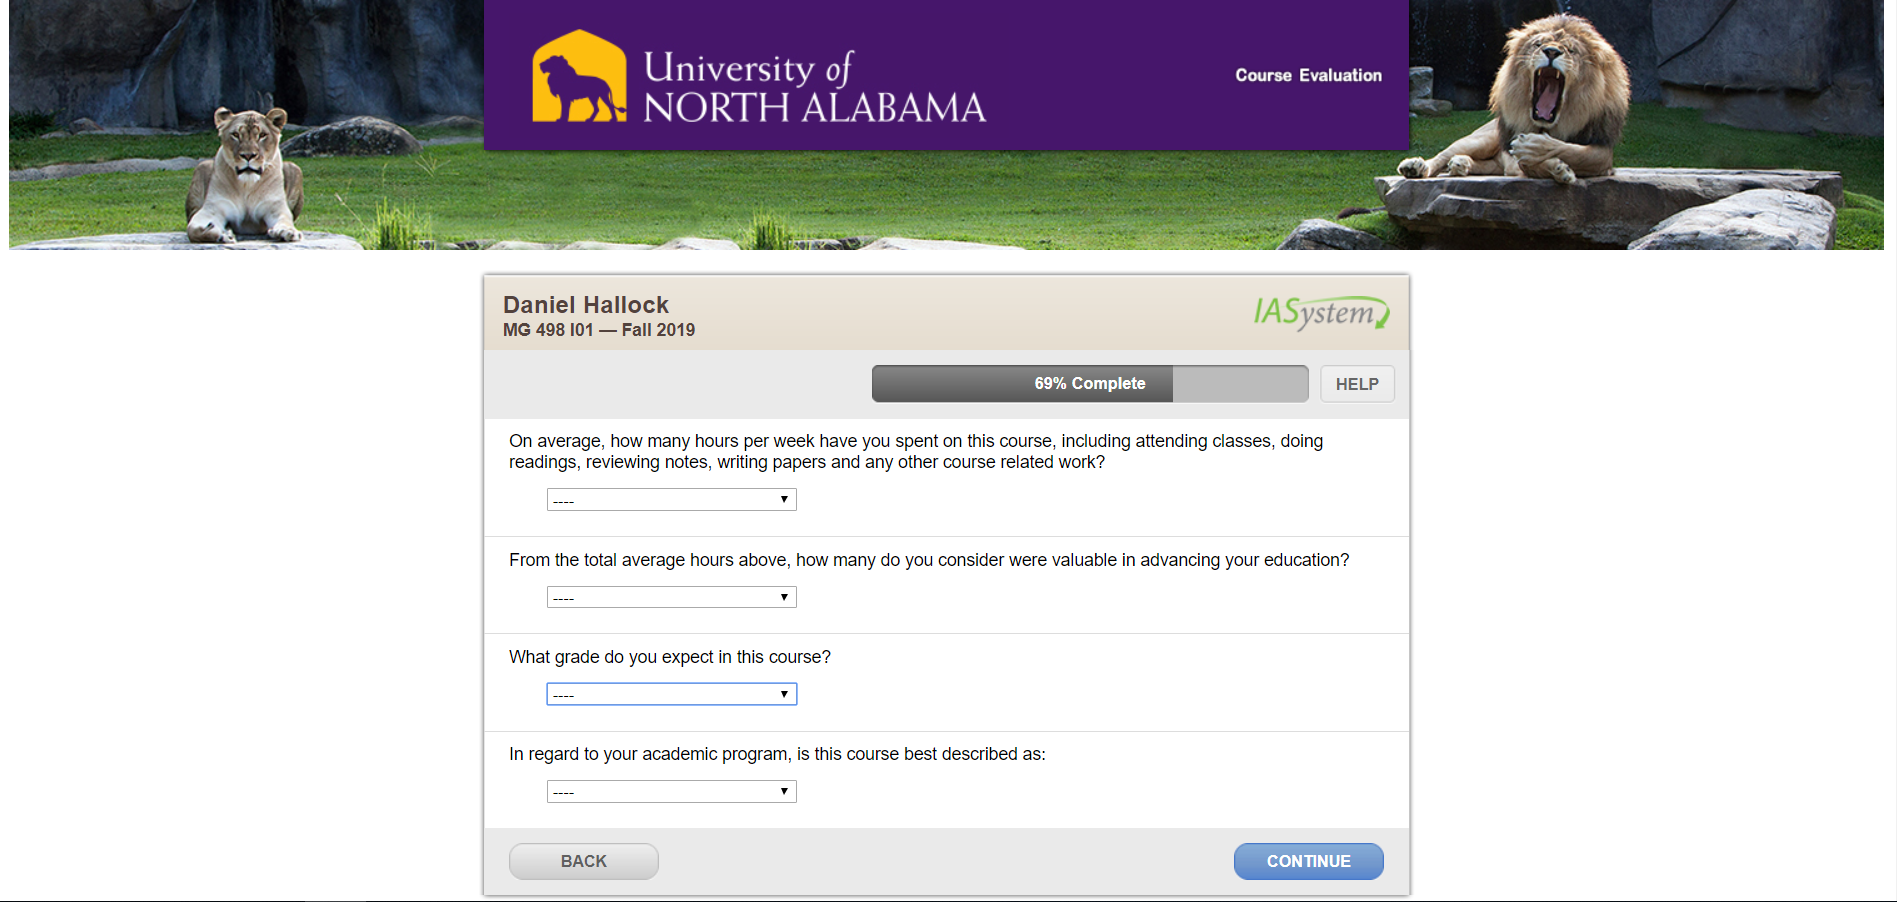 University of
NORTH ALABAMA
Course Evaluation
Daniel Hallock
MG 498 I01 — Fall 2019
IASystem
69% Complete
HELP
On average, how many hours per week have you spent on this course, including attending classes, doing
readings, reviewing notes, writing papers and any other course related work?
----
From the total average hours above, how many do you consider were valuable in advancing your education?
----
What grade do you expect in this course?
----
In regard to your academic program, is this course best described as:
----
BACK
CONTINUE